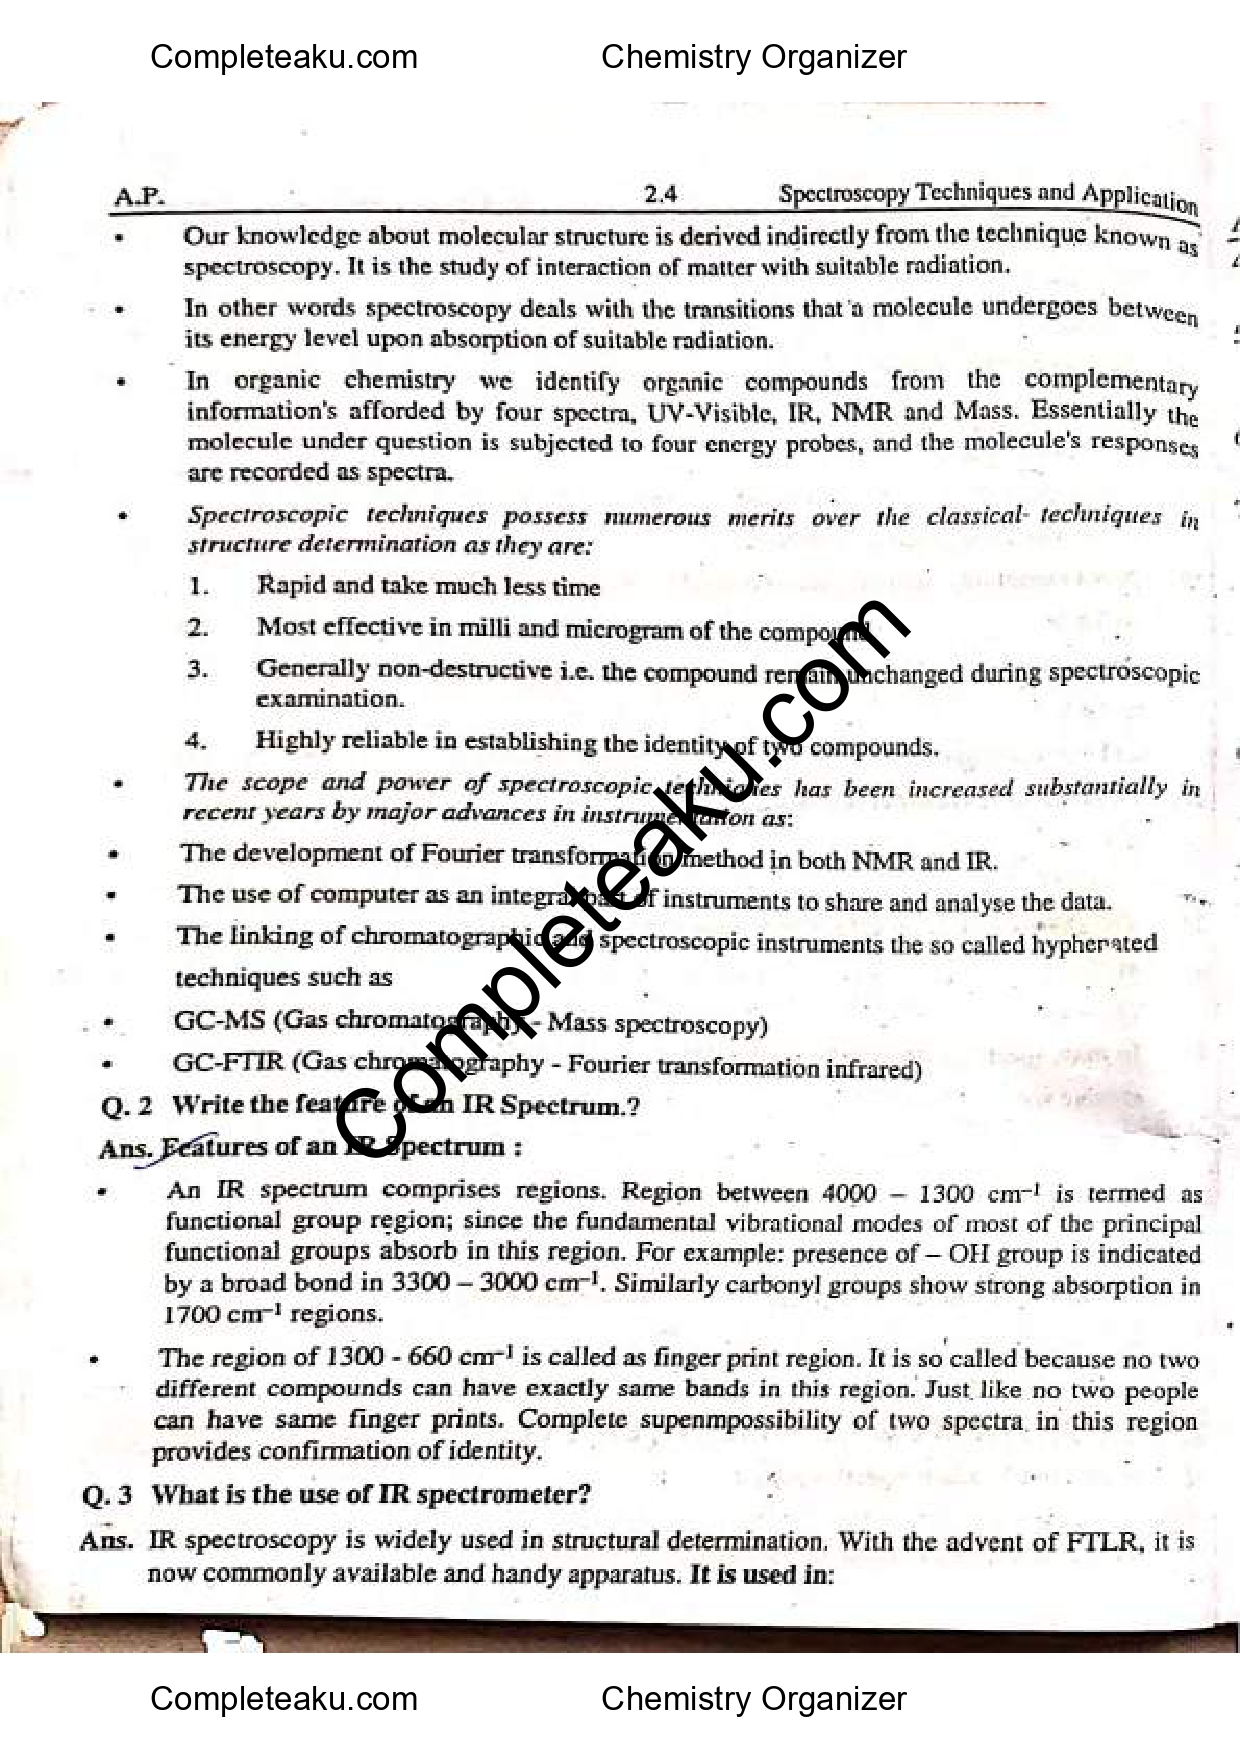 Completeaku.com Chemistry Organizer
A.P. 2.4 Spectroscopy Techniques and Application
• Our knowledge about molecular structure is derived indirectly from the technique known as
spectroscopy. It is the study of interaction of matter with suitable radiation.
• In other words spectroscopy deals with the transitions that a molecule undergoes between
its energy level upon absorption of suitable radiation.
• In organic chemistry we identify organic compounds from the complementary
information's afforded by four spectra, UV-Visible, IR, NMR and Mass. Essentially the
molecule under question is subjected to four energy probes, and the molecule's responses
are recorded as spectra.
• Spectroscopic techniques possess numerous merits over the classical- techniques in
structure determination as they are:
1. Rapid and take much less time
2. Most effective in milli and microgram of the compound
3. Generally non-destructive i.e. the compound remain unchanged during spectroscopic
examination.
4. Highly reliable in establishing the identity of two compounds.
• The scope and power of spectroscopic techniques has been increased substantially in
recent years by major advances in instrumentation as:
• The development of Fourier transformation method in both NMR and IR.
• The use of computer as an integral part of instruments to share and analyse the data.
• The linking of chromatographic and spectroscopic instruments the so called hyphenated
techniques such as
• GC-MS (Gas chromatography - Mass spectroscopy)
• GC-FTIR (Gas chromatography - Fourier transformation infrared)
Q. 2 Write the feature of an IR Spectrum.?
Ans. Features of an IR Spectrum :
• An IR spectrum comprises regions. Region between 4000 – 1300 cm⁻¹ is termed as
functional group region; since the fundamental vibrational modes of most of the principal
functional groups absorb in this region. For example: presence of – OH group is indicated
by a broad bond in 3300 – 3000 cm⁻¹. Similarly carbonyl groups show strong absorption in
1700 cm⁻¹ regions.
• The region of 1300 - 660 cm⁻¹ is called as finger print region. It is so called because no two
different compounds can have exactly same bands in this region. Just like no two people
can have same finger prints. Complete supenmpossibility of two spectra in this region
provides confirmation of identity.
Q. 3 What is the use of IR spectrometer?
Ans. IR spectroscopy is widely used in structural determination. With the advent of FTLR, it is
now commonly available and handy apparatus. It is used in:
Completeaku.com
Completeaku.com Chemistry Organizer